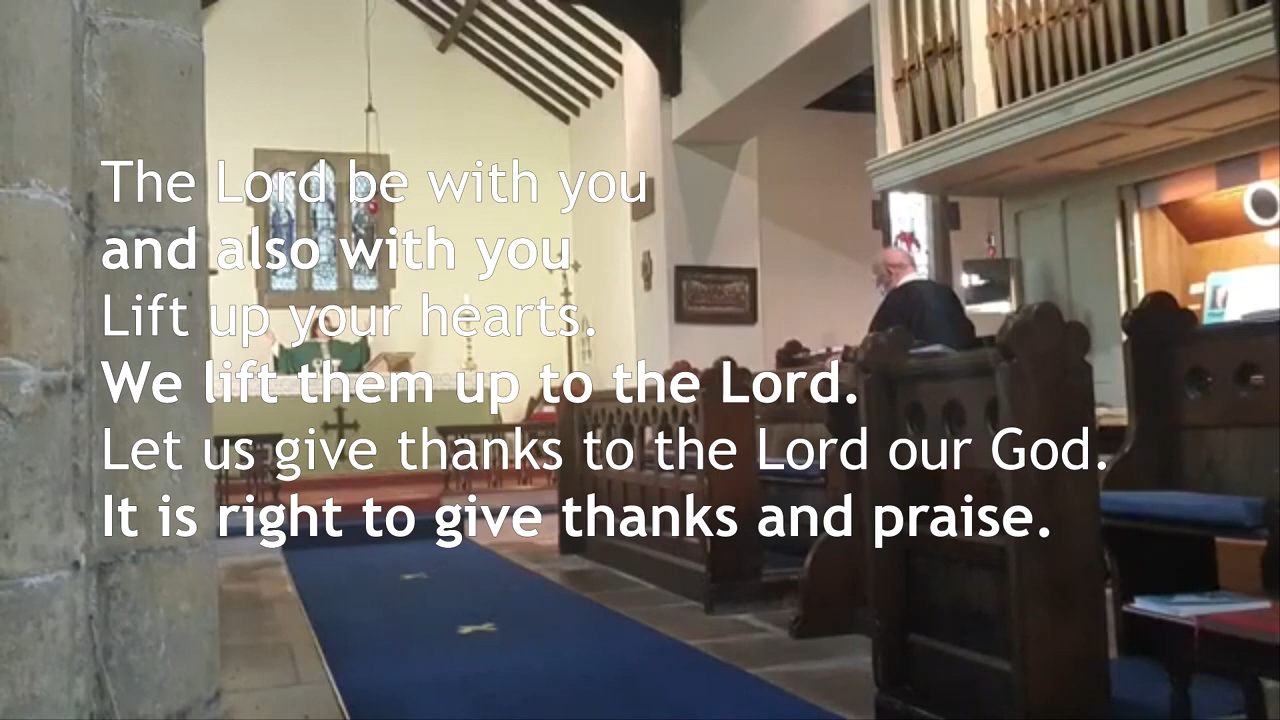 The Lord be with you
and also with you
Lift up your hearts.
We lift them up to the Lord.
Let us give thanks to the Lord our God.
It is right to give thanks and praise.